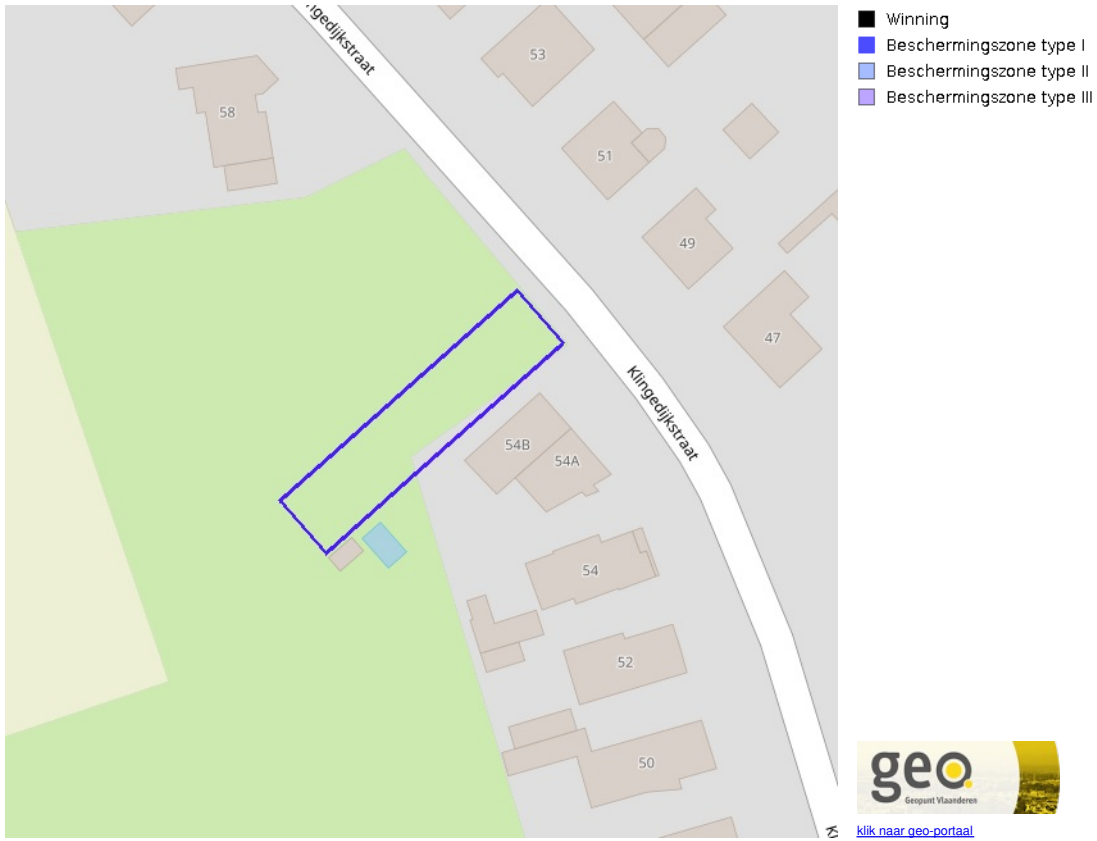 Klingedijkstraat
58
53
51
49
47
Klingedijkstraat
54B
54A
54
52
50
Winning
Beschermingszone type I
Beschermingszone type II
Beschermingszone type III
geo
Geopunt Vlaanderen
klik naar geo-portaal